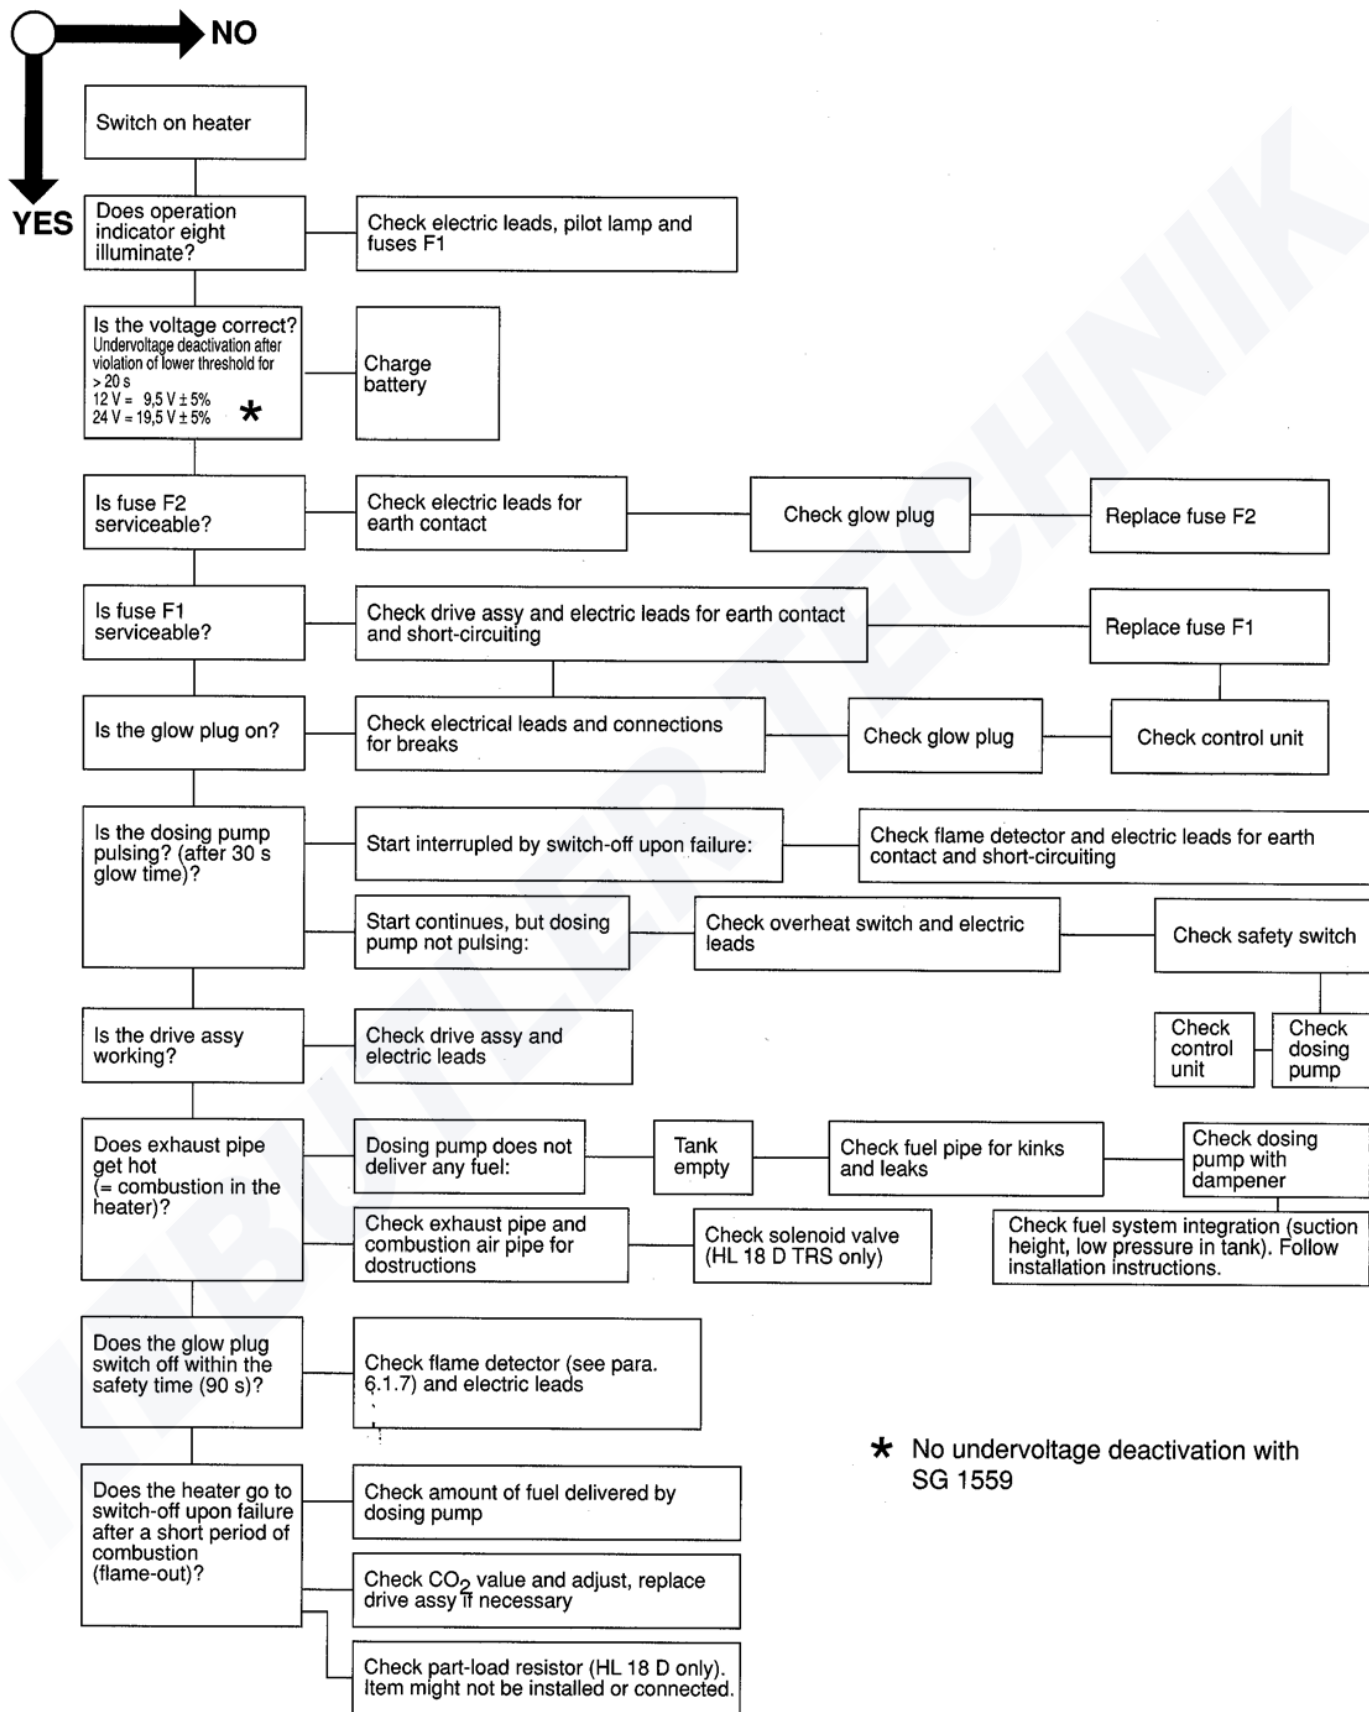 NO
YES
Switch on heater
Does operation
indicator eight
illuminate?
Check electric leads, pilot lamp and
fuses F1
Is the voltage correct?
Undervoltage deactivation after
violation of lower threshold for
> 20 s
12 V = 9,5 V ± 5%
24 V = 19,5 V ± 5% *
Charge
battery
Is fuse F2
serviceable?
Check electric leads for
earth contact
Check glow plug
Replace fuse F2
Is fuse F1
serviceable?
Check drive assy and electric leads for earth contact
and short-circuiting
Replace fuse F1
Is the glow plug on?
Check electrical leads and connections
for breaks
Check glow plug
Check control unit
Is the dosing pump
pulsing? (after 30 s
glow time)?
Start interrupted by switch-off upon failure:
Check flame detector and electric leads for earth
contact and short-circuiting
Start continues, but dosing
pump not pulsing:
Check overheat switch and electric
leads
Check safety switch
Check
control
unit
Check
dosing
pump
Is the drive assy
working?
Check drive assy and
electric leads
Does exhaust pipe
get hot
(= combustion in the
heater)?
Dosing pump does not
deliver any fuel:
Tank
empty
Check fuel pipe for kinks
and leaks
Check dosing
pump with
dampener
Check exhaust pipe and
combustion air pipe for
dostructions
Check solenoid valve
(HL 18 D TRS only)
Check fuel system integration (suction
height, low pressure in tank). Follow
installation instructions.
Does the glow plug
switch off within the
safety time (90 s)?
Check flame detector (see para.
6.1.7) and electric leads
Does the heater go to
switch-off upon failure
after a short period of
combustion
(flame-out)?
Check amount of fuel delivered by
dosing pump
Check CO2 value and adjust, replace
drive assy if necessary
Check part-load resistor (HL 18 D only).
Item might not be installed or connected.
* No undervoltage deactivation with
SG 1559
BUTLER TECHNIK